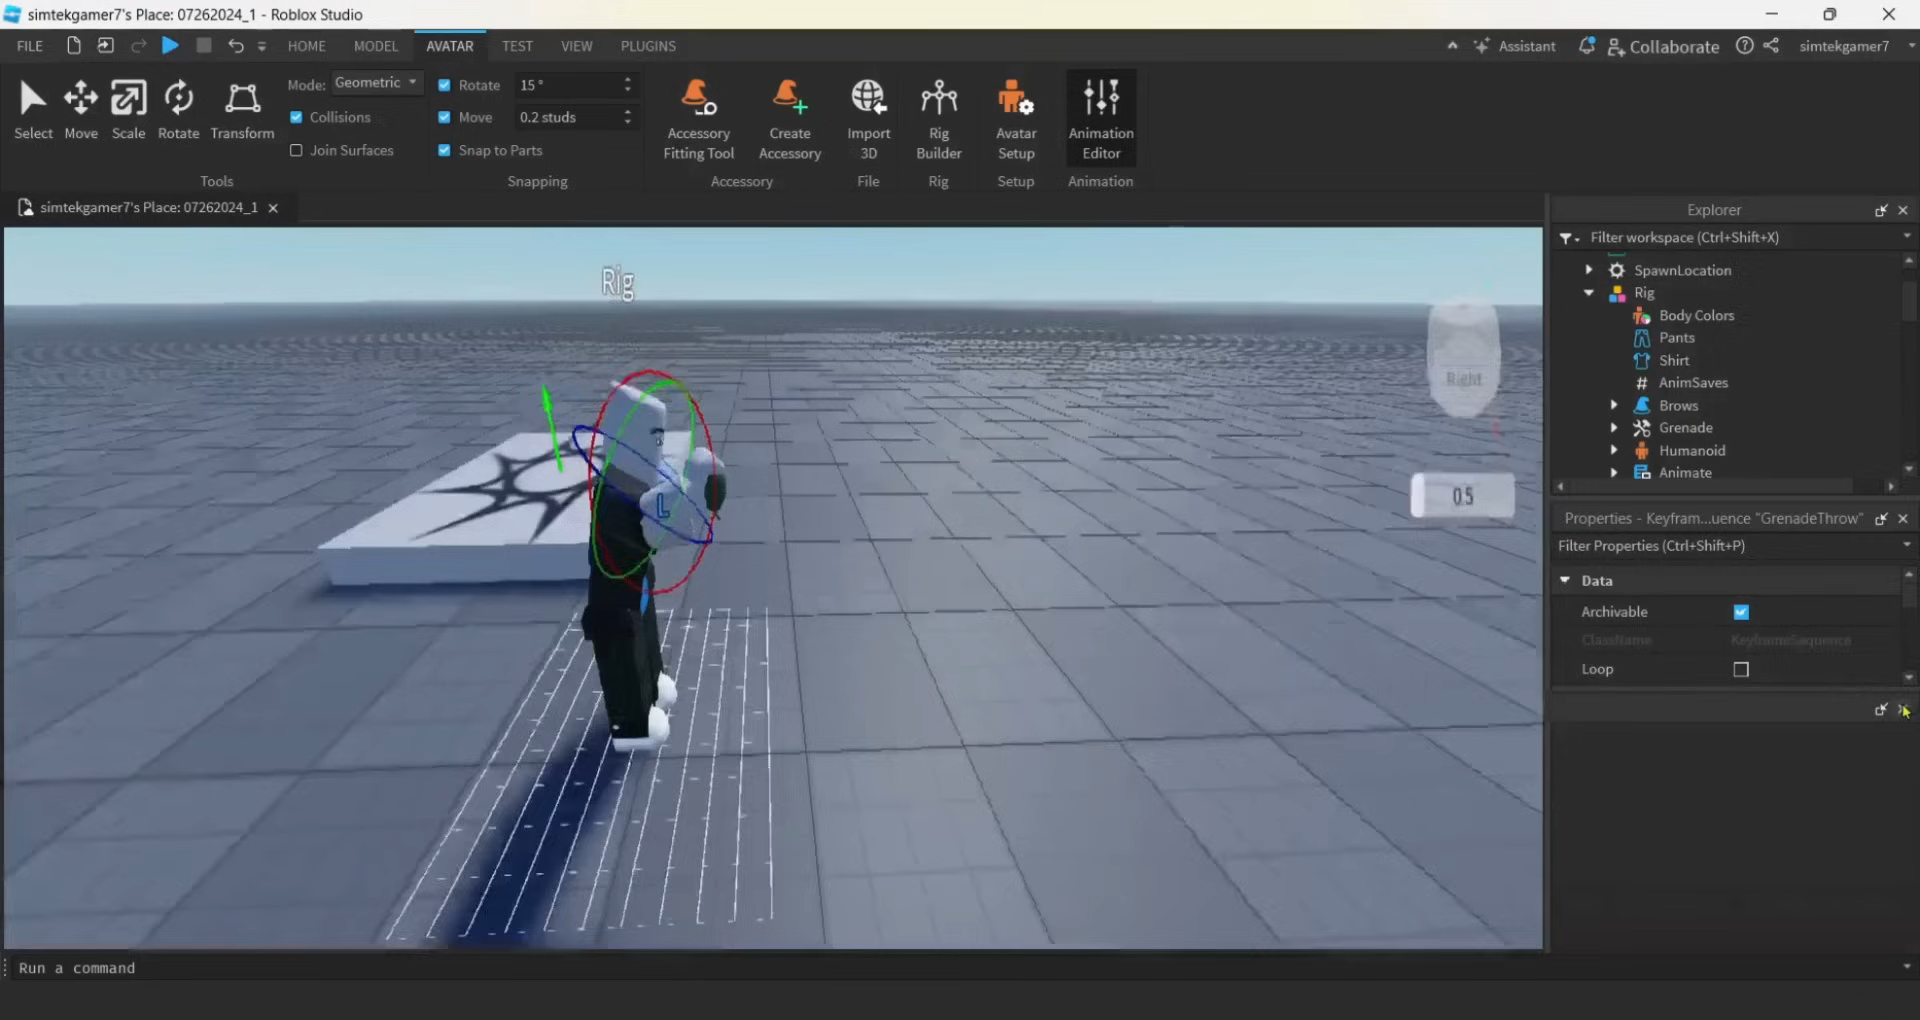 simtekgamer7's Place: 07262024_1 - Roblox Studio
FILE HOME MODEL AVATAR TEST VIEW PLUGINS Assistant Collaborate simtekgamer7
Select Move Scale Rotate Transform
Mode: Geometric
Collisions
Join Surfaces
Tools
Rotate 15 °
Move 0.2 studs
Snap to Parts
Snapping
Accessory Fitting Tool
Create Accessory
Accessory
Import 3D
File
Rig Builder
Rig
Avatar Setup
Setup
Animation Editor
Animation
simtekgamer7's Place: 07262024_1
Rig
L
Right
0.5
Explorer
Filter workspace (Ctrl+Shift+X)
SpawnLocation
Rig
Body Colors
Pants
Shirt
AnimSaves
Brows
Grenade
Humanoid
Animate
Properties - Keyfram...uence "GrenadeThrow"
Filter Properties (Ctrl+Shift+P)
Data
Archivable
ClassName KeyframeSequence
Loop
Run a command